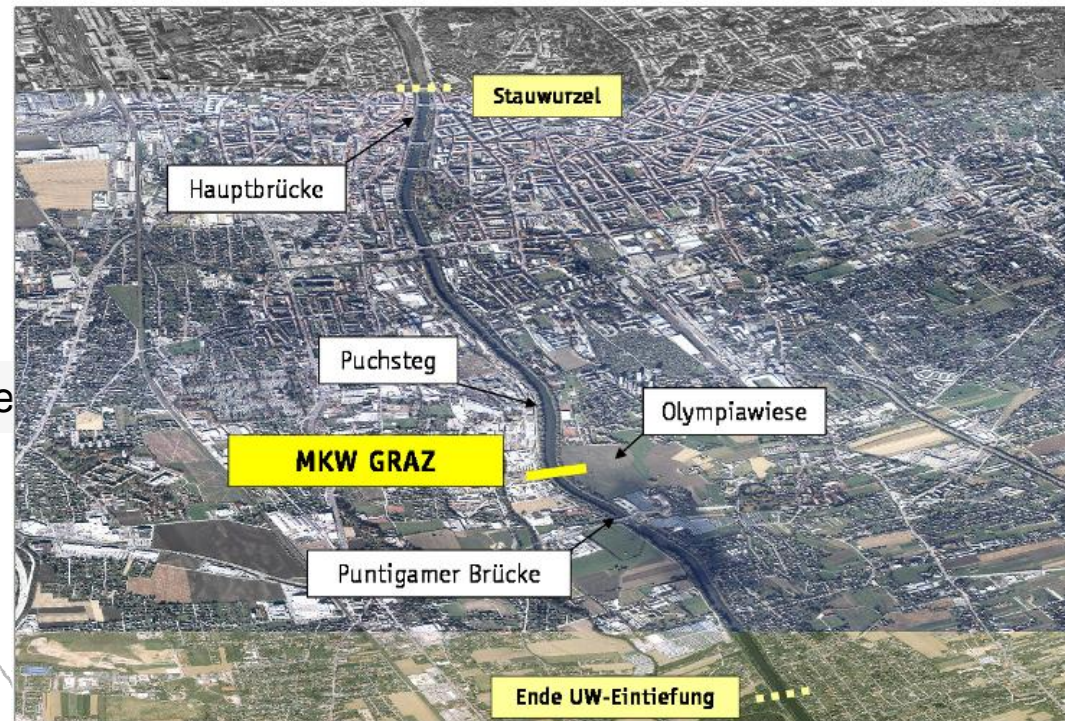 Stauwurzel
Hauptbrücke
Puchsteg
Olympiawiese
MKW GRAZ
Puntigamer Brücke
Ende UW-Eintiefung
e